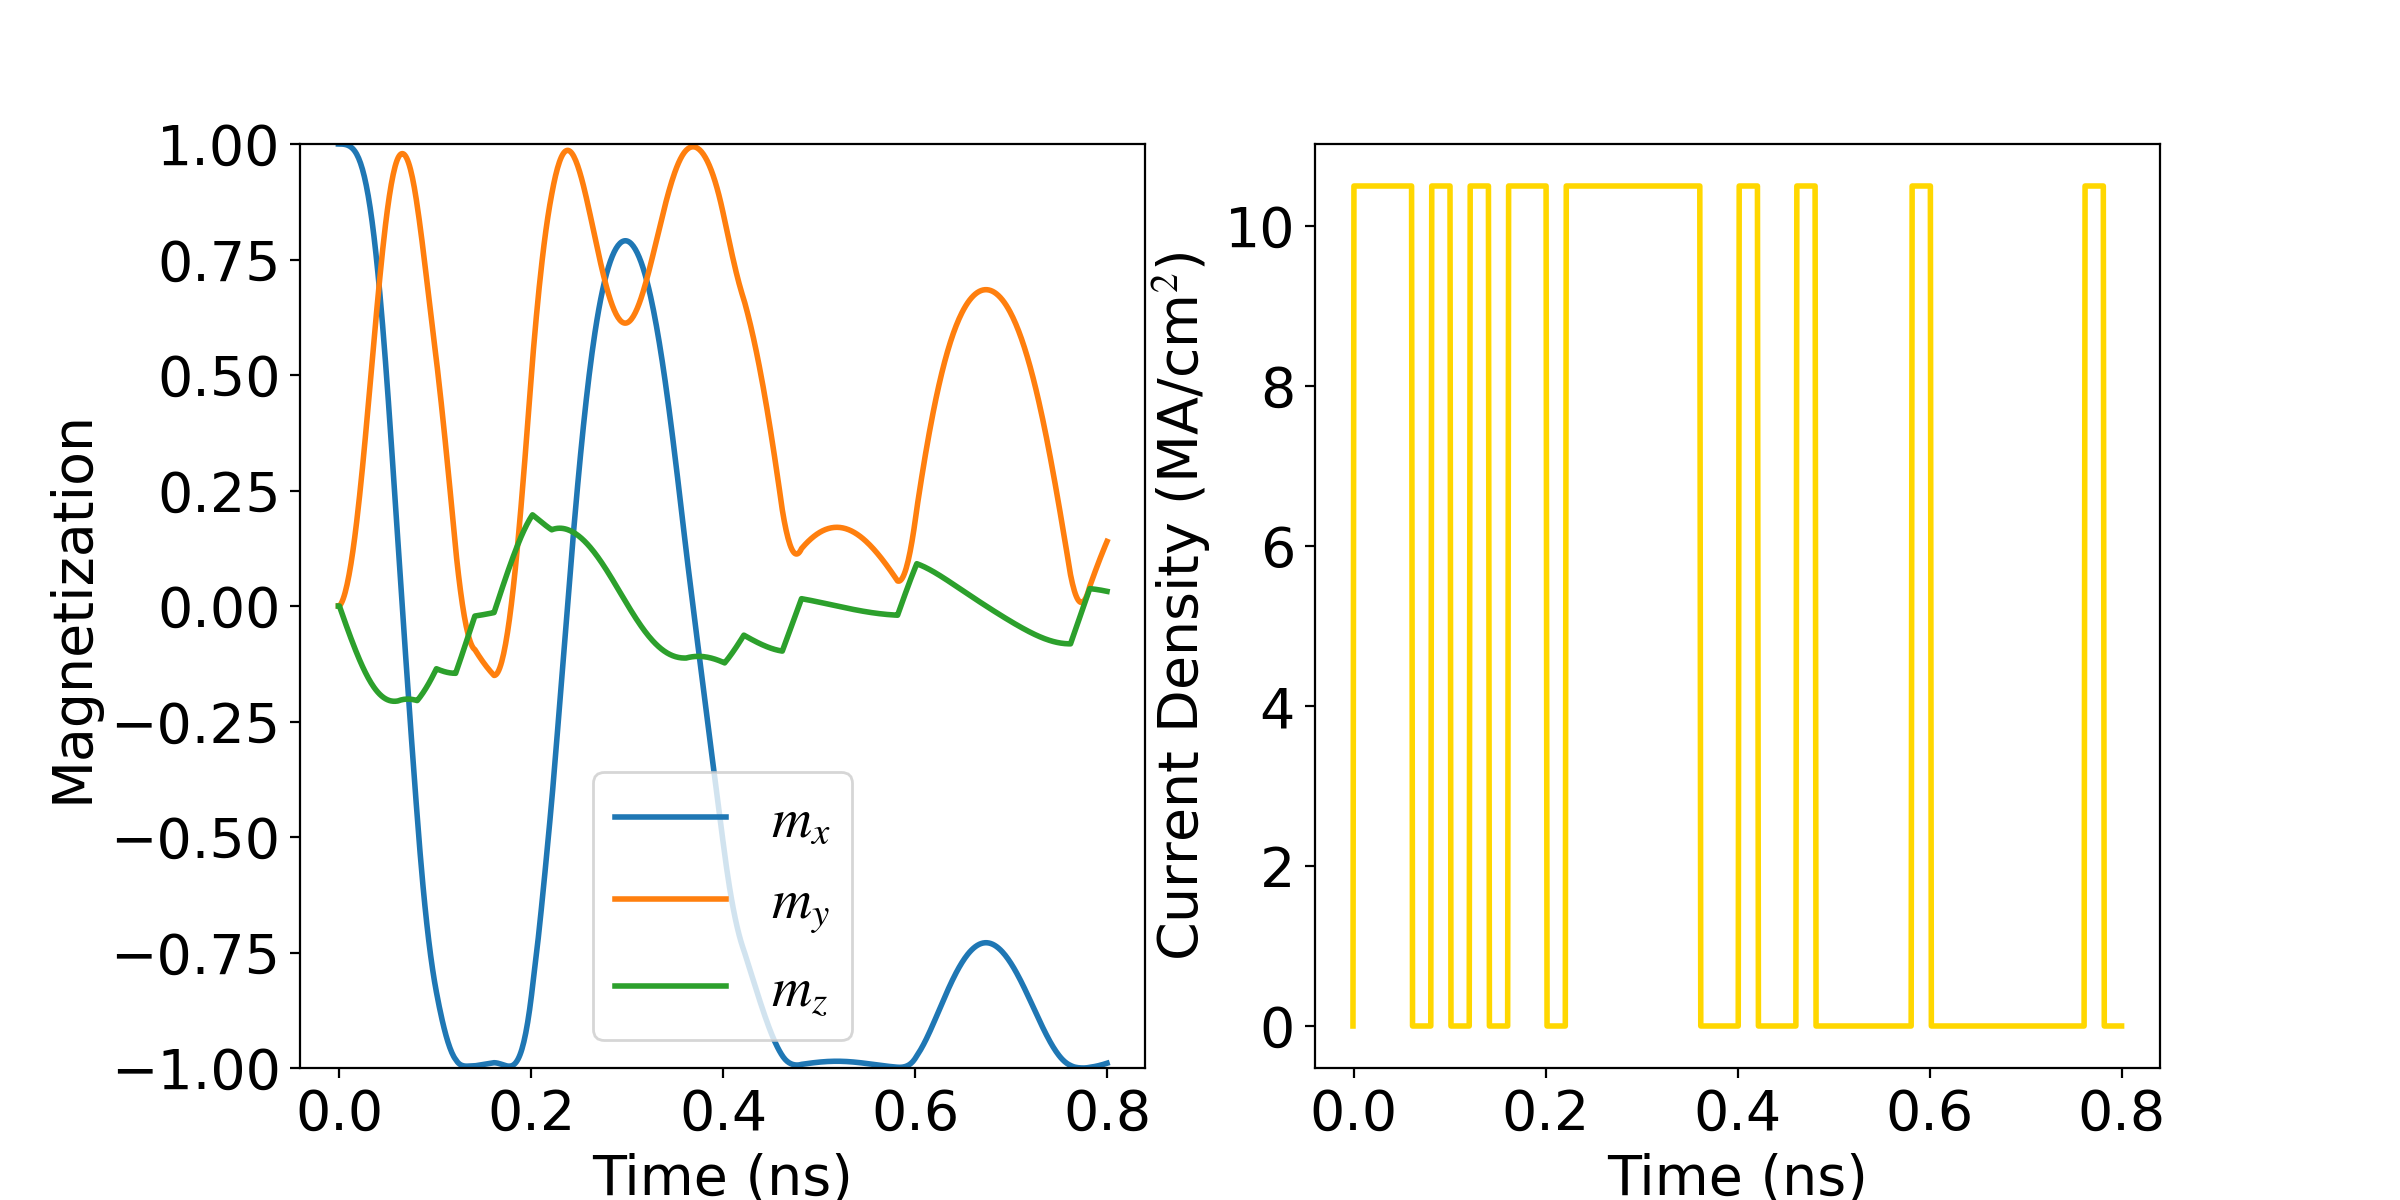 Magnetization
1.00
0.75
0.50
0.25
0.00
−0.25
−0.50
−0.75
−1.00
0.0 0.2 0.4 0.6 0.8
Time (ns)
m_x
m_y
m_z
Current Density (MA/cm²)
10
8
6
4
2
0
0.0 0.2 0.4 0.6 0.8
Time (ns)